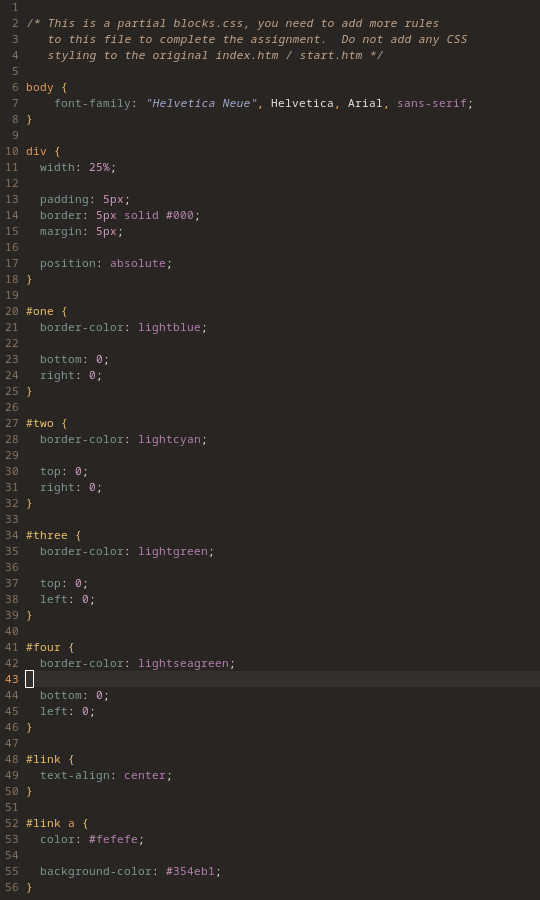 1
2 /* This is a partial blocks.css, you need to add more rules
3    to this file to complete the assignment.  Do not add any CSS
4    styling to the original index.htm / start.htm */
5
6 body {
7     font-family: "Helvetica Neue", Helvetica, Arial, sans-serif;
8 }
9
10 div {
11   width: 25%;
12
13   padding: 5px;
14   border: 5px solid #000;
15   margin: 5px;
16
17   position: absolute;
18 }
19
20 #one {
21   border-color: lightblue;
22
23   bottom: 0;
24   right: 0;
25 }
26
27 #two {
28   border-color: lightcyan;
29
30   top: 0;
31   right: 0;
32 }
33
34 #three {
35   border-color: lightgreen;
36
37   top: 0;
38   left: 0;
39 }
40
41 #four {
42   border-color: lightseagreen;
43
44   bottom: 0;
45   left: 0;
46 }
47
48 #link {
49   text-align: center;
50 }
51
52 #link a {
53   color: #fefefe;
54
55   background-color: #354eb1;
56 }